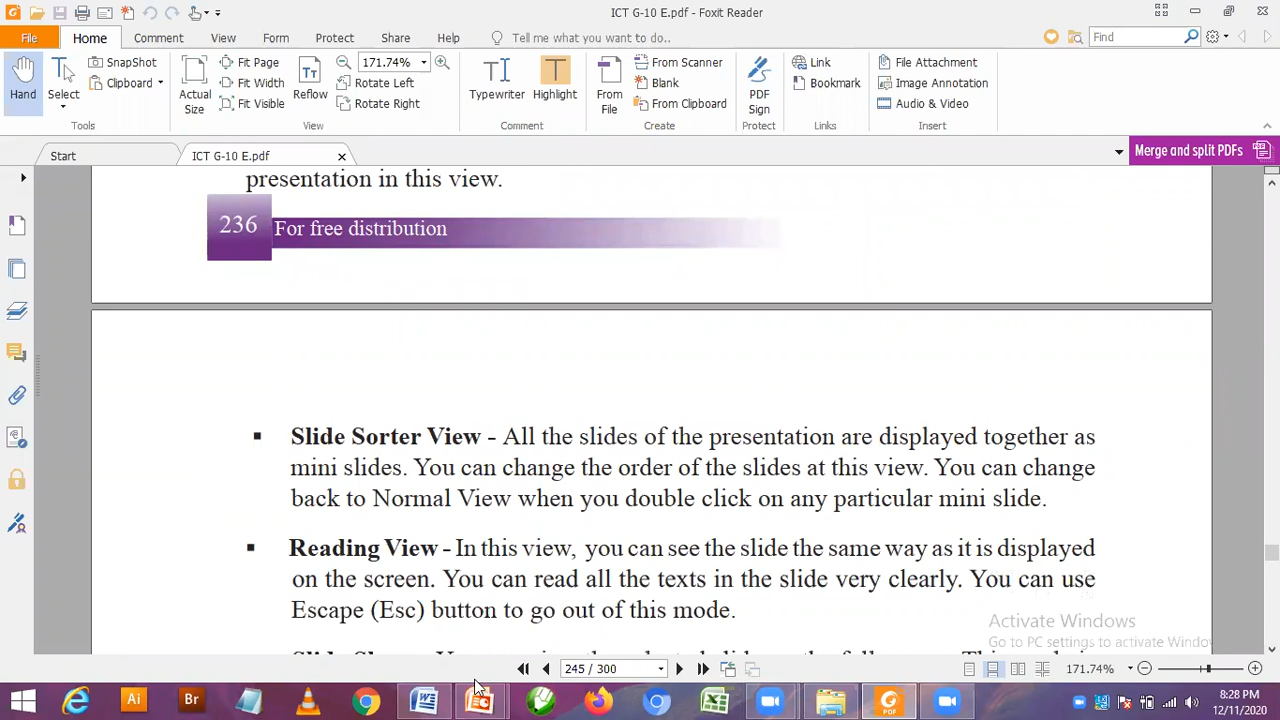 ICT G-10 E.pdf - Foxit Reader
File
Home
Comment
View
Form
Protect
Share
Help
Tell me what you want to do..
Find
Hand
Select
SnapShot
Clipboard
Tools
Actual
Size
Fit Page
Fit Width
Fit Visible
Reflow
171.74%
Rotate Left
Rotate Right
View
Typewriter
Highlight
Comment
From
File
From Scanner
Blank
From Clipboard
Create
PDF
Sign
Protect
Link
Bookmark
Links
File Attachment
Image Annotation
Audio & Video
Insert
Start
ICT G-10 E.pdf
Merge and split PDFs
presentation in this view.
236
For free distribution
▪ Slide Sorter View - All the slides of the presentation are displayed together as
mini slides. You can change the order of the slides at this view. You can change
back to Normal View when you double click on any particular mini slide.
▪ Reading View - In this view, you can see the slide the same way as it is displayed
on the screen. You can read all the texts in the slide very clearly. You can use
Escape (Esc) button to go out of this mode.
Activate Windows
Go to PC settings to activate Windo
245 / 300
171.74%
Ai
Br
8:28 PM
12/11/2020